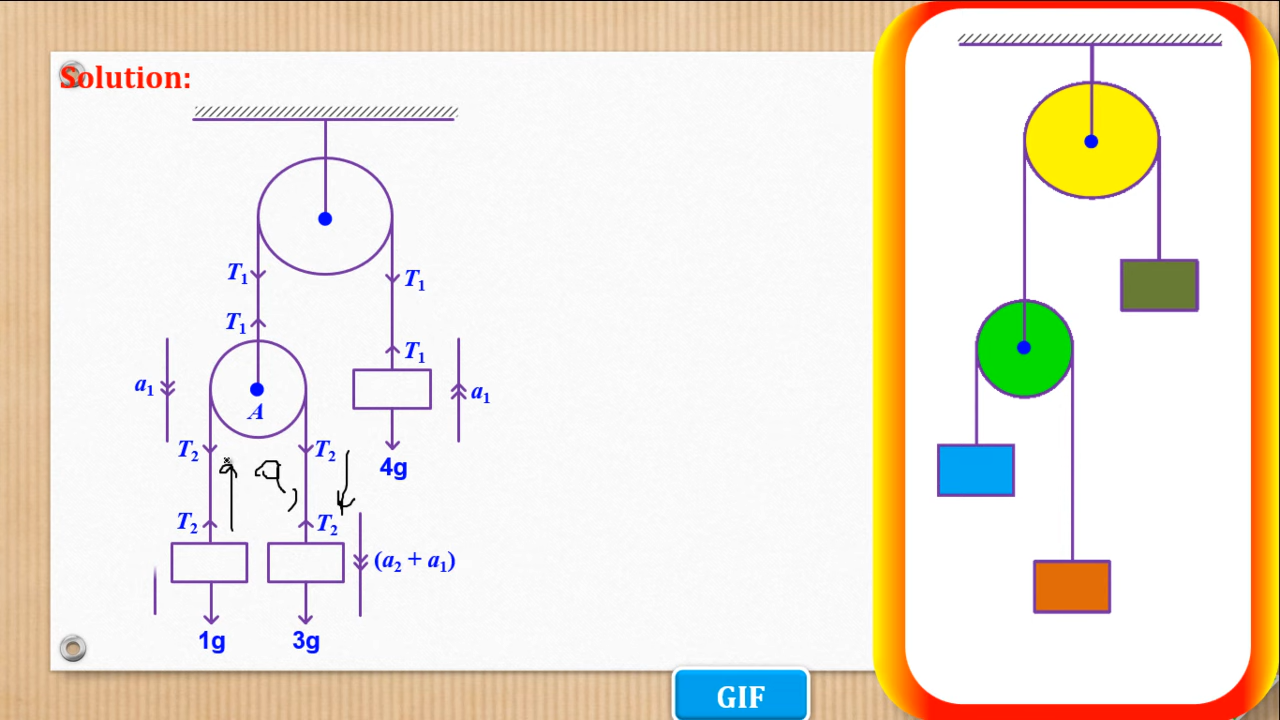 Solution:
T₁
T₁
T₁
T₁
a₁
a₁
A
T₂
T₂
4g
a
T₂
T₂
(a₂ + a₁)
1g
3g
GIF